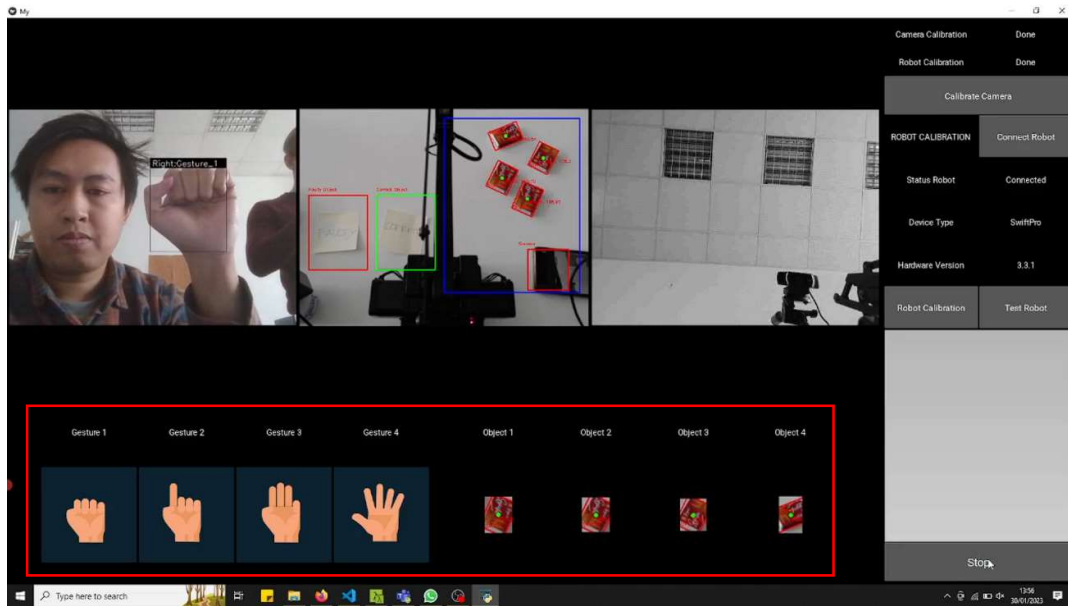 My
Camera Calibration Done
Robot Calibration Done
Calibrate Camera
ROBOT CALIBRATION Connect Robot
Status Robot Connected
Device Type SwiftPro
Hardware Version 3.3.1
Robot Calibration Test Robot
Right:Gesture_1
Gesture 1 Gesture 2 Gesture 3 Gesture 4 Object 1 Object 2 Object 3 Object 4
Stop
Type here to search
13:56
30/01/2023